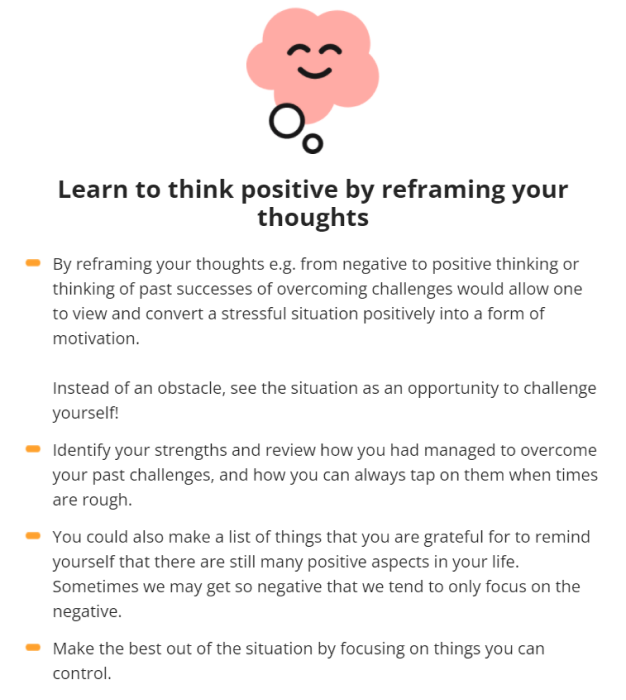 Learn to think positive by reframing your
thoughts
By reframing your thoughts e.g. from negative to positive thinking or
thinking of past successes of overcoming challenges would allow one
to view and convert a stressful situation positively into a form of
motivation.
Instead of an obstacle, see the situation as an opportunity to challenge
yourself!
Identify your strengths and review how you had managed to overcome
your past challenges, and how you can always tap on them when times
are rough.
You could also make a list of things that you are grateful for to remind
yourself that there are still many positive aspects in your life.
Sometimes we may get so negative that we tend to only focus on the
negative.
Make the best out of the situation by focusing on things you can
control.